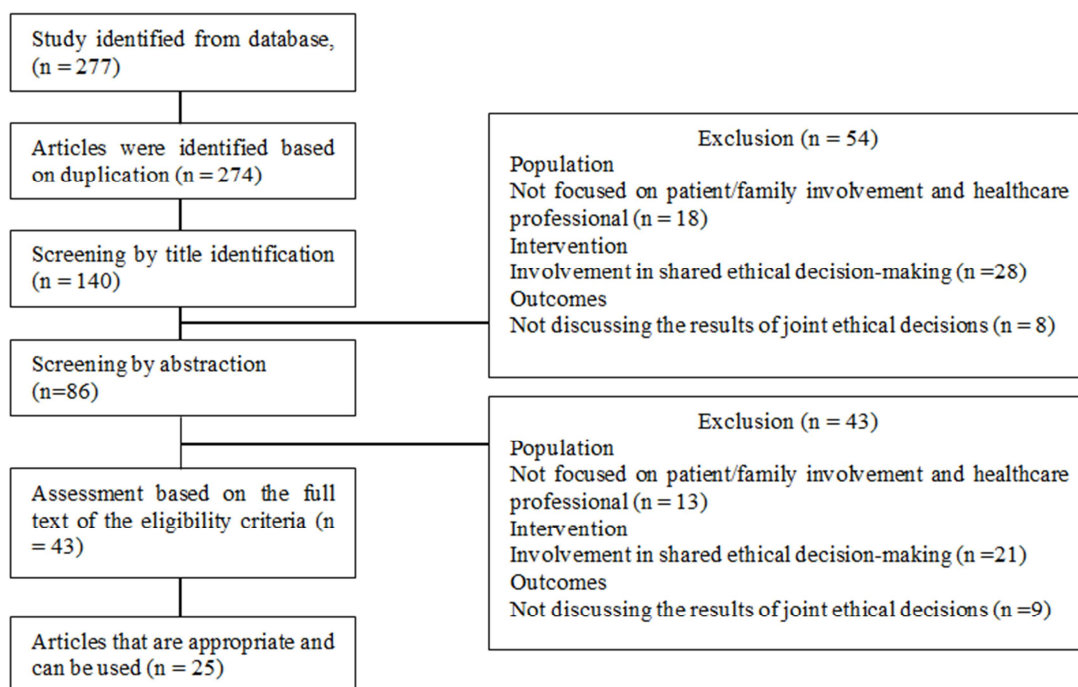 Study identified from database,
(n = 277)
Articles were identified based
on duplication (n = 274)
Screening by title identification
(n = 140)
Exclusion (n = 54)
Population
Not focused on patient/family involvement and healthcare
professional (n = 18)
Intervention
Involvement in shared ethical decision-making (n =28)
Outcomes
Not discussing the results of joint ethical decisions (n = 8)
Screening by abstraction
(n=86)
Exclusion (n = 43)
Population
Not focused on patient/family involvement and healthcare
professional (n = 13)
Intervention
Involvement in shared ethical decision-making (n =21)
Outcomes
Not discussing the results of joint ethical decisions (n =9)
Assessment based on the full
text of the eligibility criteria (n
= 43)
Articles that are appropriate and
can be used (n = 25)